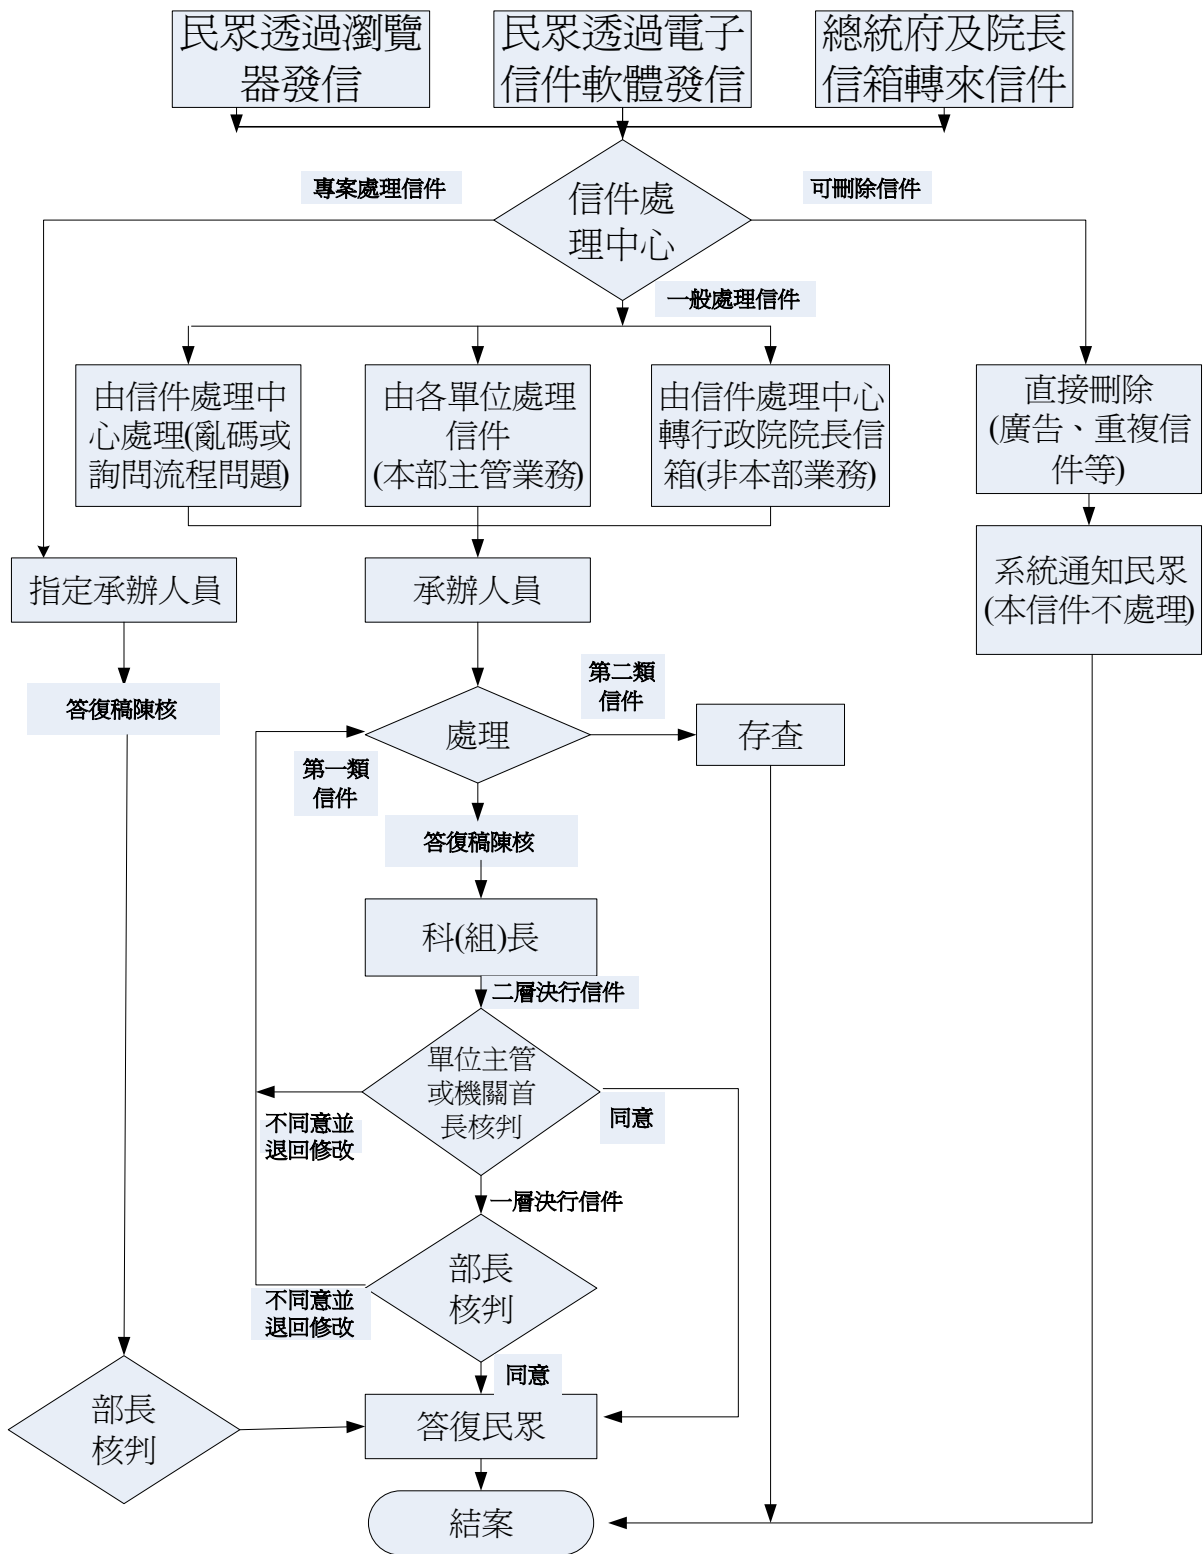 民眾透過瀏覽
器發信
民眾透過電子
信件軟體發信
總統府及院長
信箱轉來信件
專案處理信件
信件處
理中心
可刪除信件
一般處理信件
由信件處理中
心處理(亂碼或
詢問流程問題)
由各單位處理
信件
(本部主管業務)
由信件處理中心
轉行政院院長信
箱(非本部業務)
直接刪除
(廣告、重複信
件等)
指定承辦人員
承辦人員
系統通知民眾
(本信件不處理)
答復稿陳核
第二類
信件
處理
存查
第一類
信件
答復稿陳核
科(組)長
二層決行信件
單位主管
或機關首
長核判
不同意並
退回修改
同意
一層決行信件
部長
核判
不同意並
退回修改
同意
部長
核判
答復民眾
結案